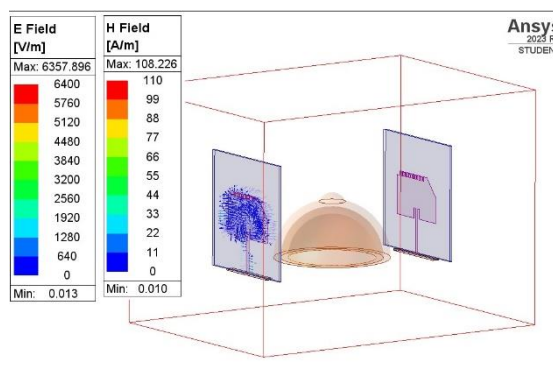 E Field
[V/m]
Max: 6357.896
6400
5760
5120
4480
3840
3200
2560
1920
1280
640
0
Min: 0.013
H Field
[A/m]
Max: 108.226
110
99
88
77
66
55
44
33
22
11
0
Min: 0.010
Ansys
2023 R
STUDEN